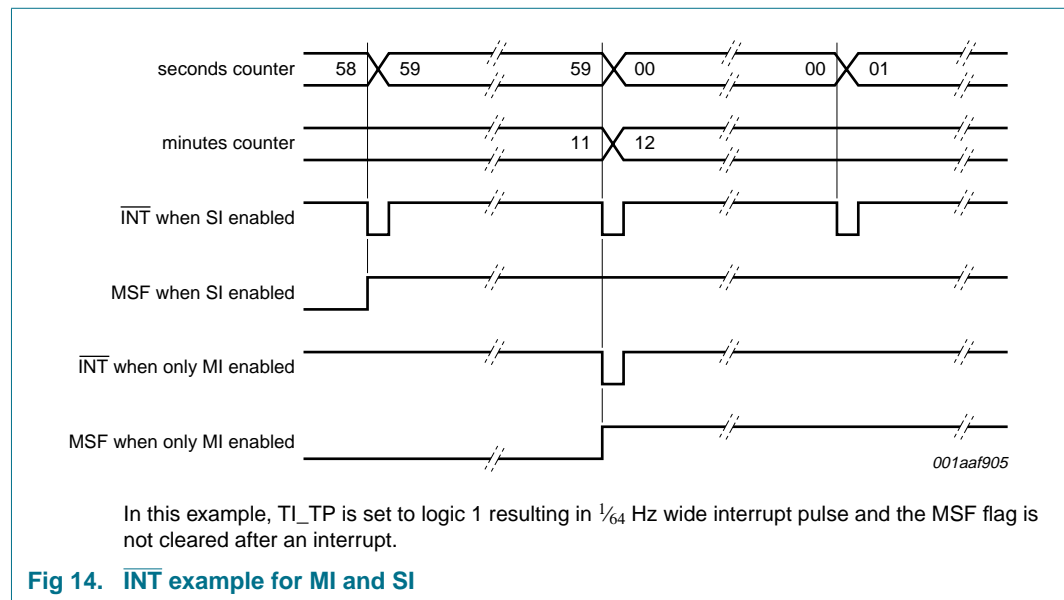 seconds counter 58 59 59 00 00 01
minutes counter 11 12
INT when SI enabled
MSF when SI enabled
INT when only MI enabled
MSF when only MI enabled
001aaf905
In this example, TI_TP is set to logic 1 resulting in 1⁄64 Hz wide interrupt pulse and the MSF flag is
not cleared after an interrupt.
Fig 14. INT example for MI and SI